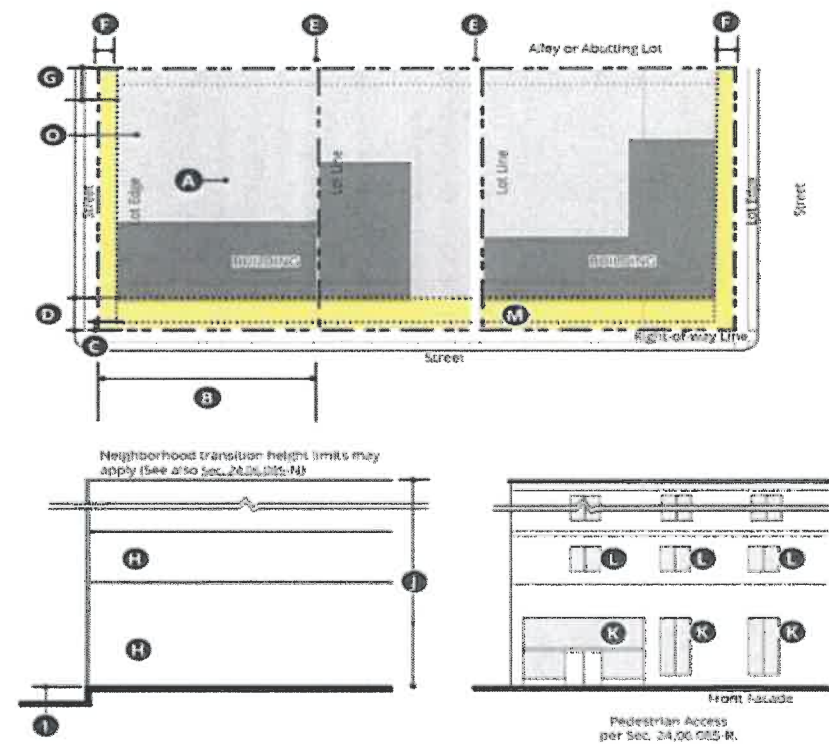 F
E
E
F
Alley or Abutting Lot
G
O
A
Street
Lot Edge
Lot Line
Lot Line
Lot Edge
Street
BUILDING
BUILDING
D
M
C
Right-of-way Line
Street
B
Neighborhood transition height limits may
apply (See also Sec. 24.06.085-N)
H
H
J
I
L
L
L
K
K
K
Front Facade
Pedestrian Access
per Sec. 24.06.085-R.